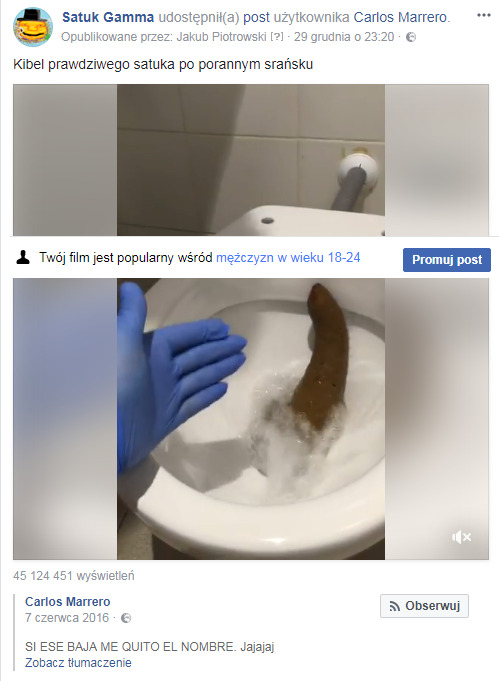 Satuk Gamma udostępnił(a) post użytkownika Carlos Marrero.
Opublikowane przez: Jakub Piotrowski [?] · 29 grudnia o 23:20 ·
Kibel prawdziwego satuka po porannym srańsku
Twój film jest popularny wśród mężczyzn w wieku 18-24
Promuj post
45 124 451 wyświetleń
Carlos Marrero
7 czerwca 2016 ·
Obserwuj
SI ESE BAJA ME QUITO EL NOMBRE. Jajajaj
Zobacz tłumaczenie